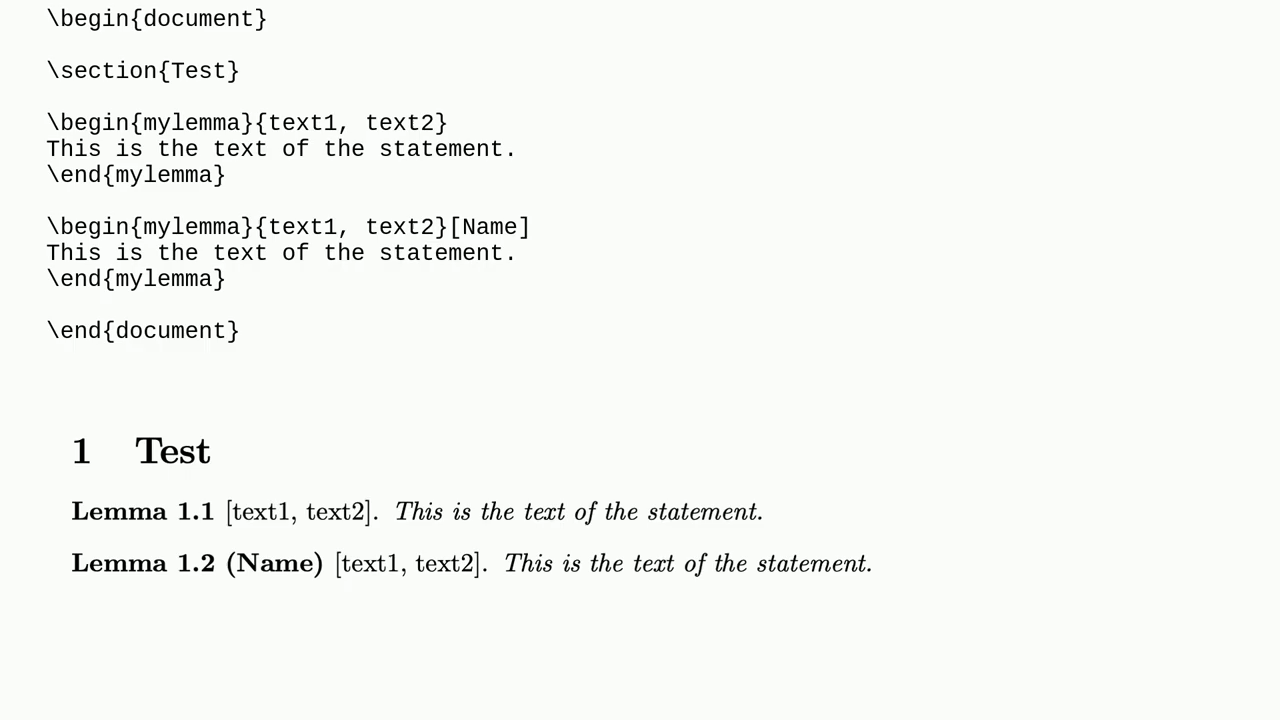 \begin{document}
\section{Test}
\begin{mylemma}{text1, text2}
This is the text of the statement.
\end{mylemma}
\begin{mylemma}{text1, text2}[Name]
This is the text of the statement.
\end{mylemma}
\end{document}
1 Test
Lemma 1.1 [text1, text2]. This is the text of the statement.
Lemma 1.2 (Name) [text1, text2]. This is the text of the statement.